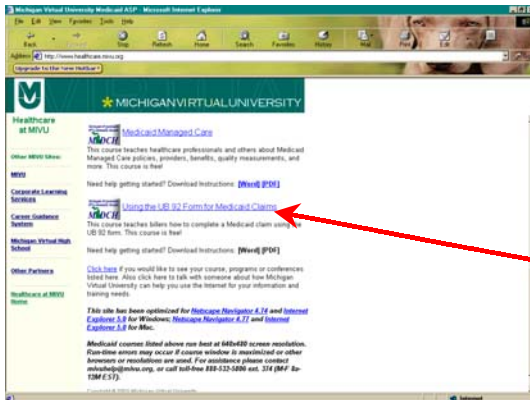 Michigan Virtual University Medicaid ASP - Microsoft Internet Explorer
File Edit View Favorites Tools Help
Back Stop Refresh Home Search Favorites History Mail Print Edit
Address http://www.healthcare.mivu.org
Upgrade to the new Hotbar
MICHIGANVIRTUALUNIVERSITY
Healthcare
at MIVU
Other MIVU Sites:
MIVU
Corporate Learning
Services
Career Guidance
System
Michigan Virtual High
School
Other Partners
Healthcare at MIVU
Home
MDCH Medicaid Managed Care
This course teaches healthcare professionals and others about Medicaid
Managed Care policies, providers, benefits, quality measurements, and
more. This course is free!
Need help getting started? Download Instructions: [Word] [PDF]
MDCH Using the UB 92 Form for Medicaid Claims
This course teaches billers how to complete a Medicaid claim using the
UB 92 form. This course is free!
Need help getting started? Download Instructions: [Word] [PDF]
Click here if you would like to see your course, programs or conferences
listed here. Also click here to talk with someone about how Michigan
Virtual University can help you use the Internet for your information and
training needs.
This site has been optimized for Netscape Navigator 4.74 and Internet
Explorer 5.0 for Windows; Netscape Navigator 4.77 and Internet
Explorer 5.0 for Mac.
Medicaid courses listed above run best at 640x480 screen resolution.
Run-time errors may occur if course window is maximized or other
browsers or resolutions are used. For assistance please contact
mivuhelp@mivu.org, or call toll-free 888-532-5806 ext. 374 (M-F 8a-
12M EST).
Internet